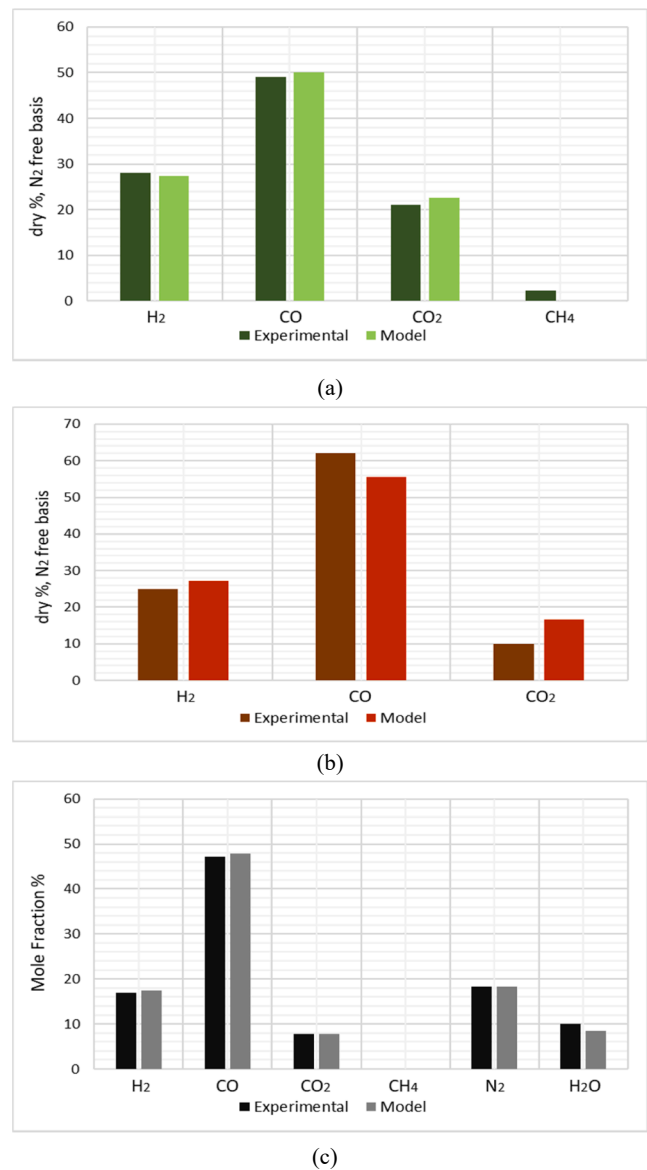 60
50
40
30
20
10
0
dry %, N₂ free basis
H₂ CO CO₂ CH₄
Experimental Model
(a)
70
60
50
40
30
20
10
0
dry %, N₂ free basis
H₂ CO CO₂
Experimental Model
(b)
60
50
40
30
20
10
0
Mole Fraction %
H₂ CO CO₂ CH₄ N₂ H₂O
Experimental Model
(c)